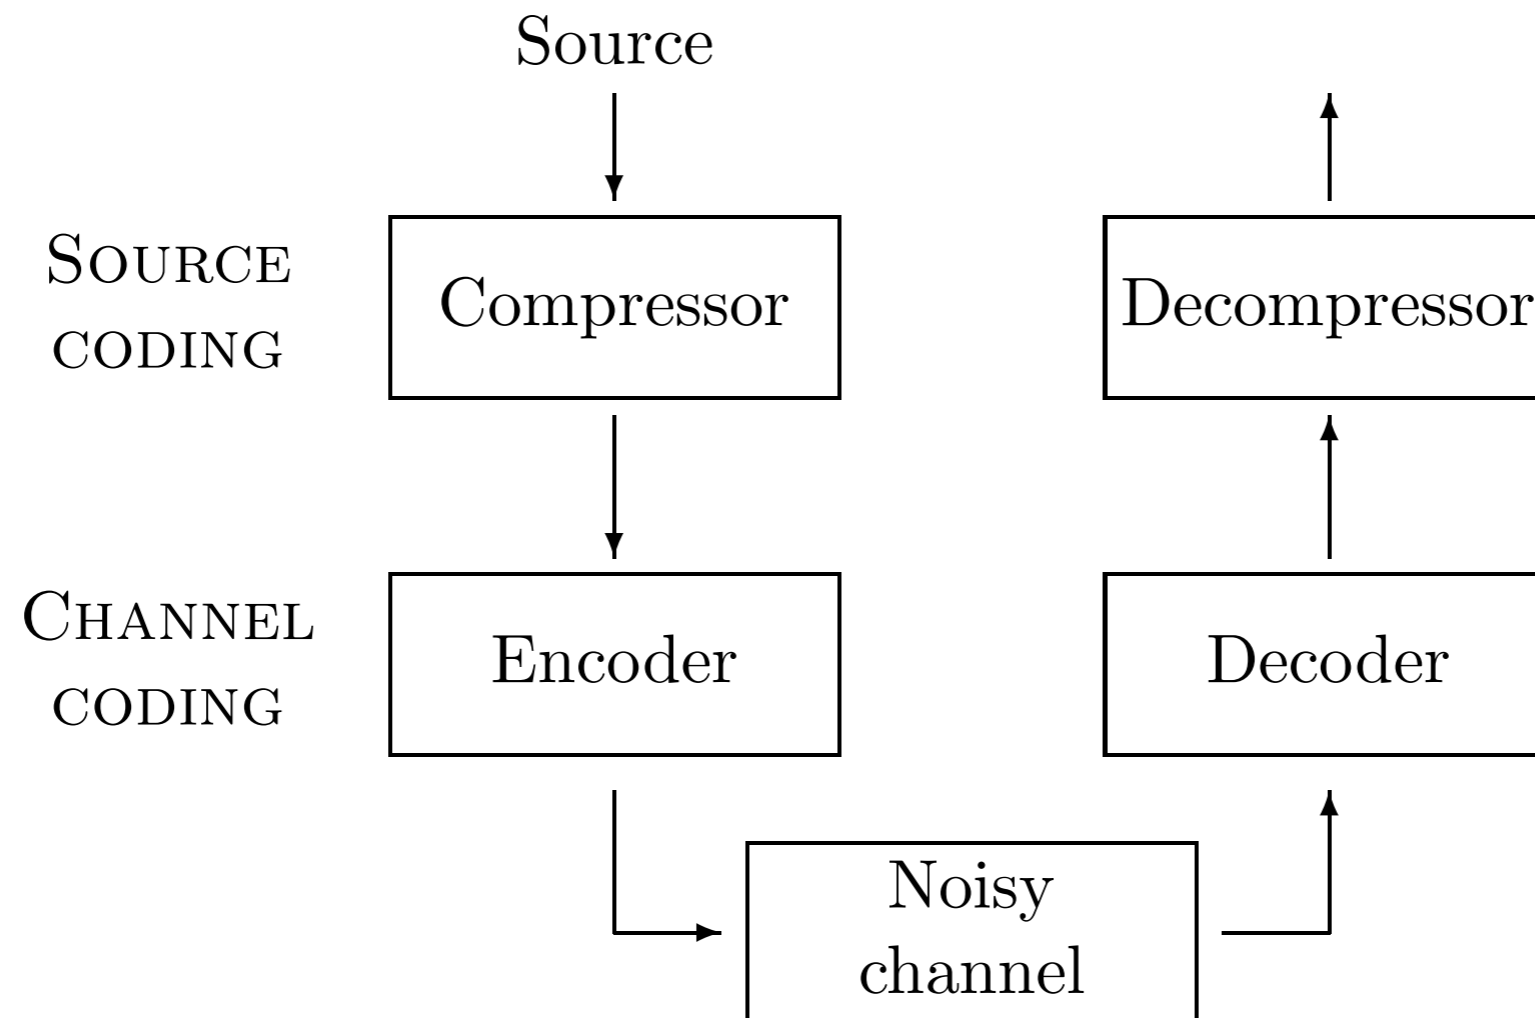 Source
SOURCE
CODING
Compressor
Decompressor
CHANNEL
CODING
Encoder
Decoder
Noisy
channel